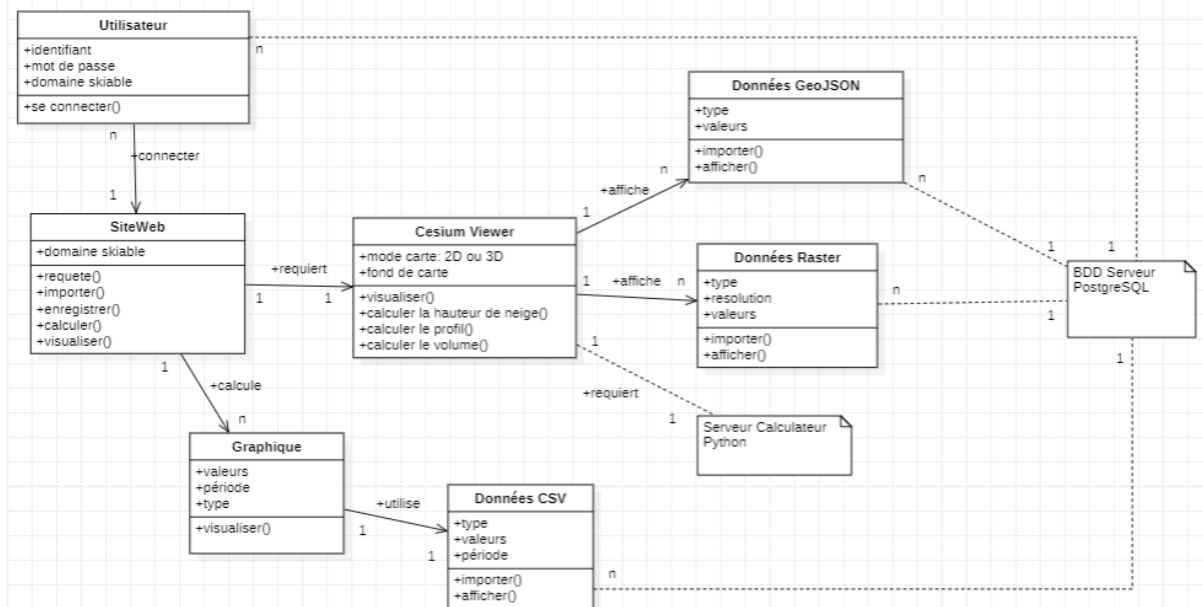 Utilisateur
+identifiant
+mot de passe
+domaine skiable
+se connecter()
n
n
+connecter
1
SiteWeb
+domaine skiable
+requete()
+importer()
+enregistrer()
+calculer()
+visualiser()
+requiert
1
1
Cesium Viewer
+mode carte: 2D ou 3D
+fond de carte
+visualiser()
+calculer la hauteur de neige()
+calculer le profil()
+calculer le volume()
+affiche
1
n
Données GeoJSON
+type
+valeurs
+importer()
+afficher()
n
1
1
1
+affiche
n
Données Raster
+type
+resolution
+valeurs
+importer()
+afficher()
n
1
BDD Serveur
PostgreSQL
1
1
+requiert
1
Serveur Calculateur
Python
1
+calcule
n
Graphique
+valeurs
+période
+type
+visualiser()
+utilise
1
1
Données CSV
+type
+valeurs
+période
+importer()
+afficher()
n